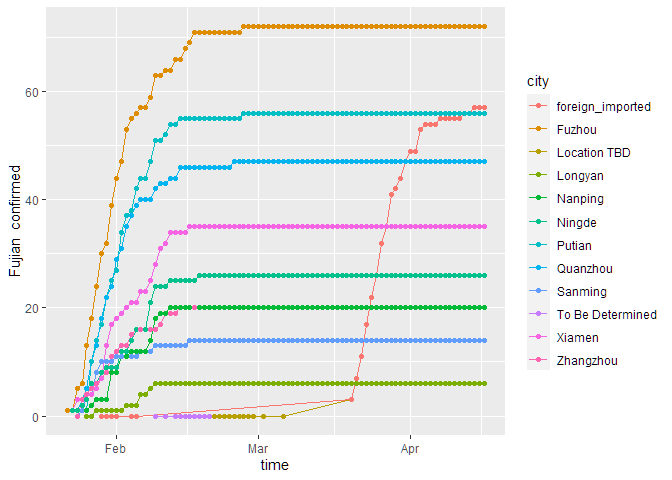 60
40
20
0
Fujian confirmed
Feb
Mar
Apr
time
city
foreign_imported
Fuzhou
Location TBD
Longyan
Nanping
Ningde
Putian
Quanzhou
Sanming
To Be Determined
Xiamen
Zhangzhou